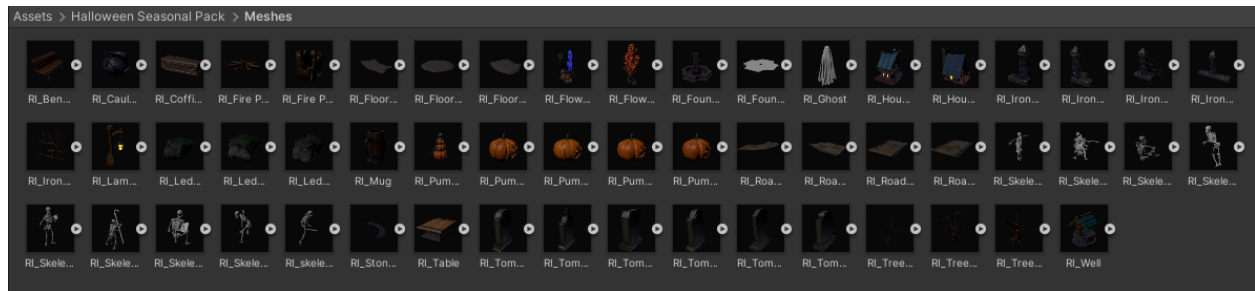 Assets > Halloween Seasonal Pack > Meshes
RI_Ben... RI_Caul... RI_Coffi... RI_Fire P... RI_Fire P... RI_Floor... RI_Floor... RI_Floor... RI_Flow... RI_Flow... RI_Foun... RI_Foun... RI_Ghost RI_Hou... RI_Hou... RI_Iron... RI_Iron... RI_Iron... RI_Iron...
RI_Iron... RI_Lam... RI_Led... RI_Led... RI_Led... RI_Mug RI_Pum... RI_Pum... RI_Pum... RI_Pum... RI_Pum... RI_Roa... RI_Roa... RI_Road... RI_Roa... RI_Skele... RI_Skele... RI_Skele... RI_Skele...
RI_Skele... RI_Skele... RI_Skele... RI_Skele... RI_skele... RI_Ston... RI_Table RI_Tom... RI_Tom... RI_Tom... RI_Tom... RI_Tom... RI_Tom... RI_Tree... RI_Tree... RI_Tree... RI_Well